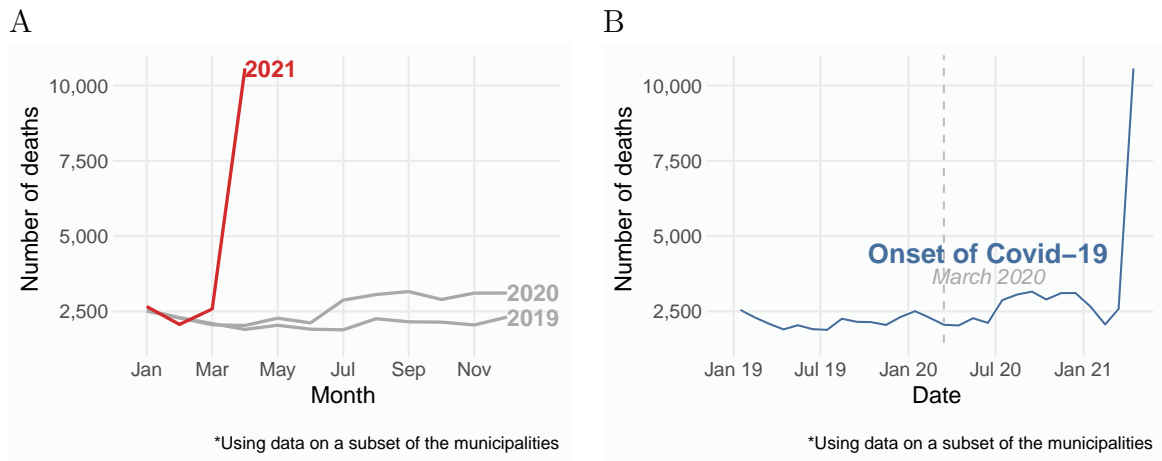 A
Number of deaths
10,000
7,500
5,000
2,500
2021
2020
2019
Jan Mar May Jul Sep Nov
Month
*Using data on a subset of the municipalities
B
Number of deaths
10,000
7,500
5,000
2,500
Onset of Covid−19
March 2020
Jan 19 Jul 19 Jan 20 Jul 20 Jan 21
Date
*Using data on a subset of the municipalities